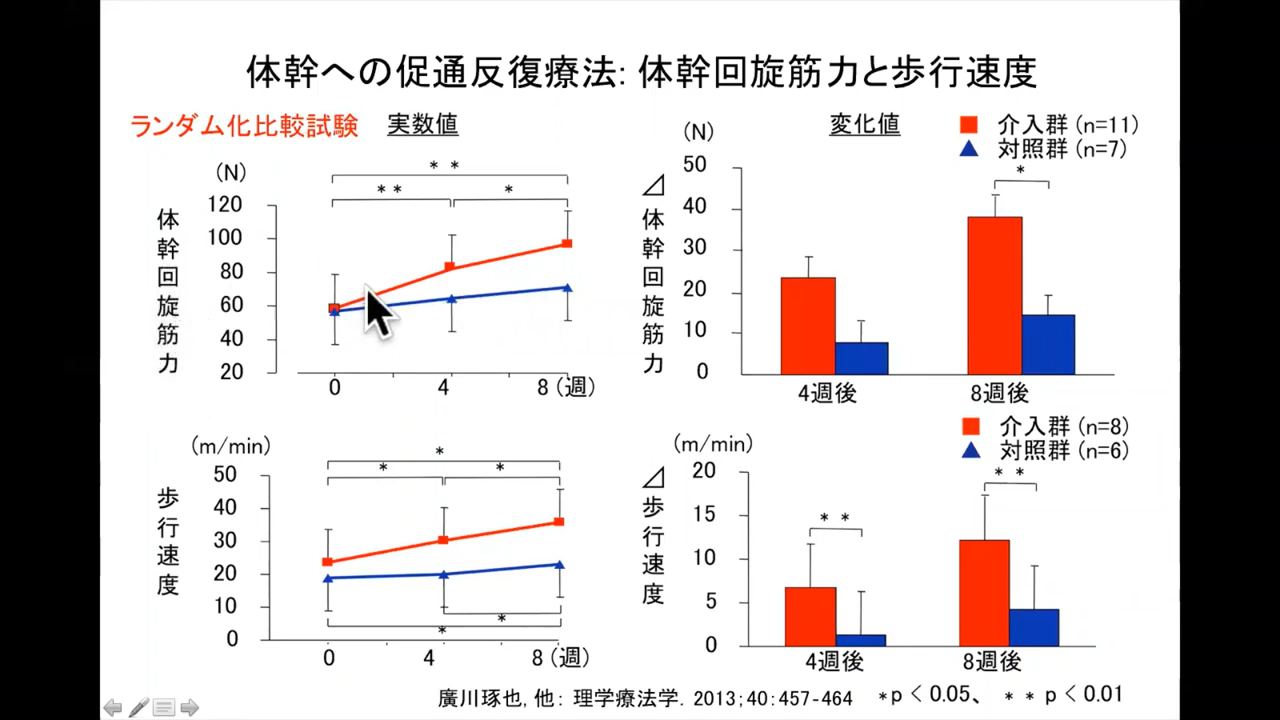 体幹への促通反復療法: 体幹回旋筋力と歩行速度
ランダム化比較試験
実数値
(N)
＊＊
＊＊
＊
体幹回旋筋力
120
100
80
60
40
20
0
4
8 (週)
変化値
介入群 (n=11)
対照群 (n=7)
(N)
⊿体幹回旋筋力
50
40
30
20
10
0
＊
4週後
8週後
(m/min)
＊
＊
＊
歩行速度
50
40
30
20
10
0
＊
＊
0
4
8 (週)
介入群 (n=8)
対照群 (n=6)
(m/min)
⊿歩行速度
20
15
10
5
0
＊＊
＊＊
4週後
8週後
廣川琢也, 他: 理学療法学. 2013; 40: 457-464
＊p < 0.05、 ＊＊ p < 0.01